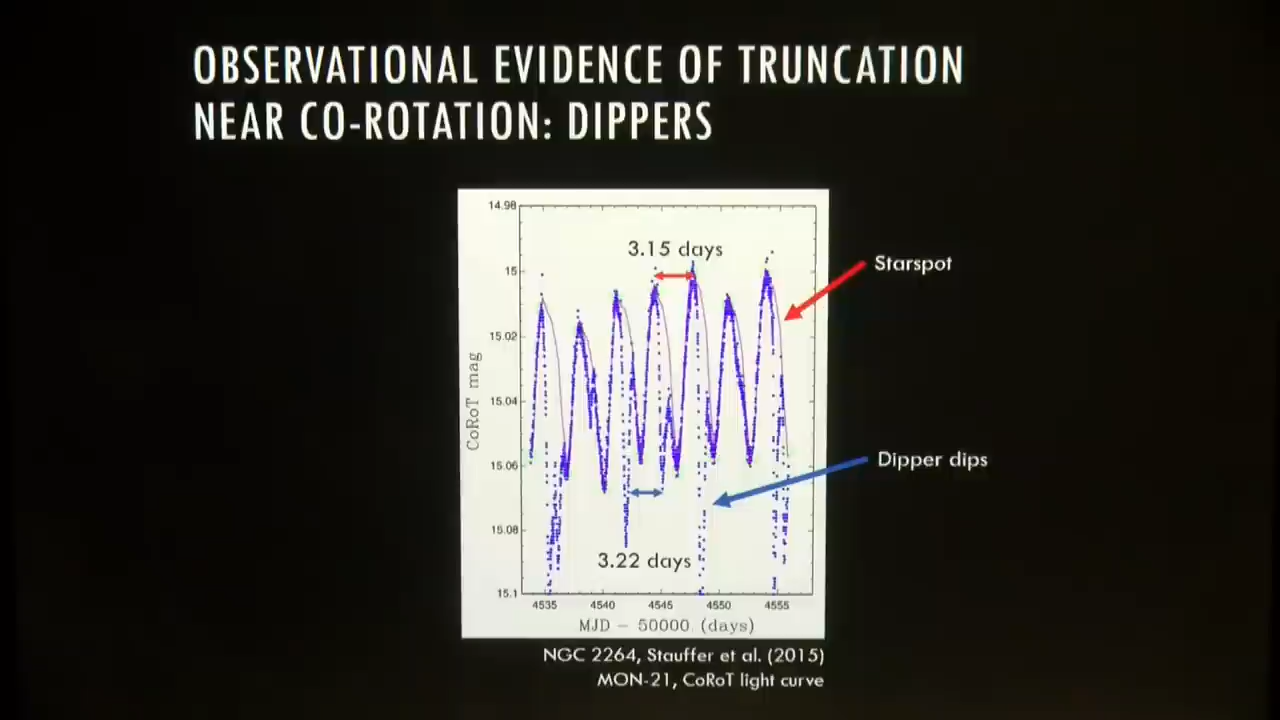 OBSERVATIONAL EVIDENCE OF TRUNCATION
NEAR CO-ROTATION: DIPPERS
14.98
3.15 days
Starspot
15
15.02
CoRoT mag
15.04
15.06
Dipper dips
15.08
3.22 days
15.1
4535 4540 4545 4550 4555
MJD − 50000 (days)
NGC 2264, Stauffer et al. (2015)
MON-21, CoRoT light curve